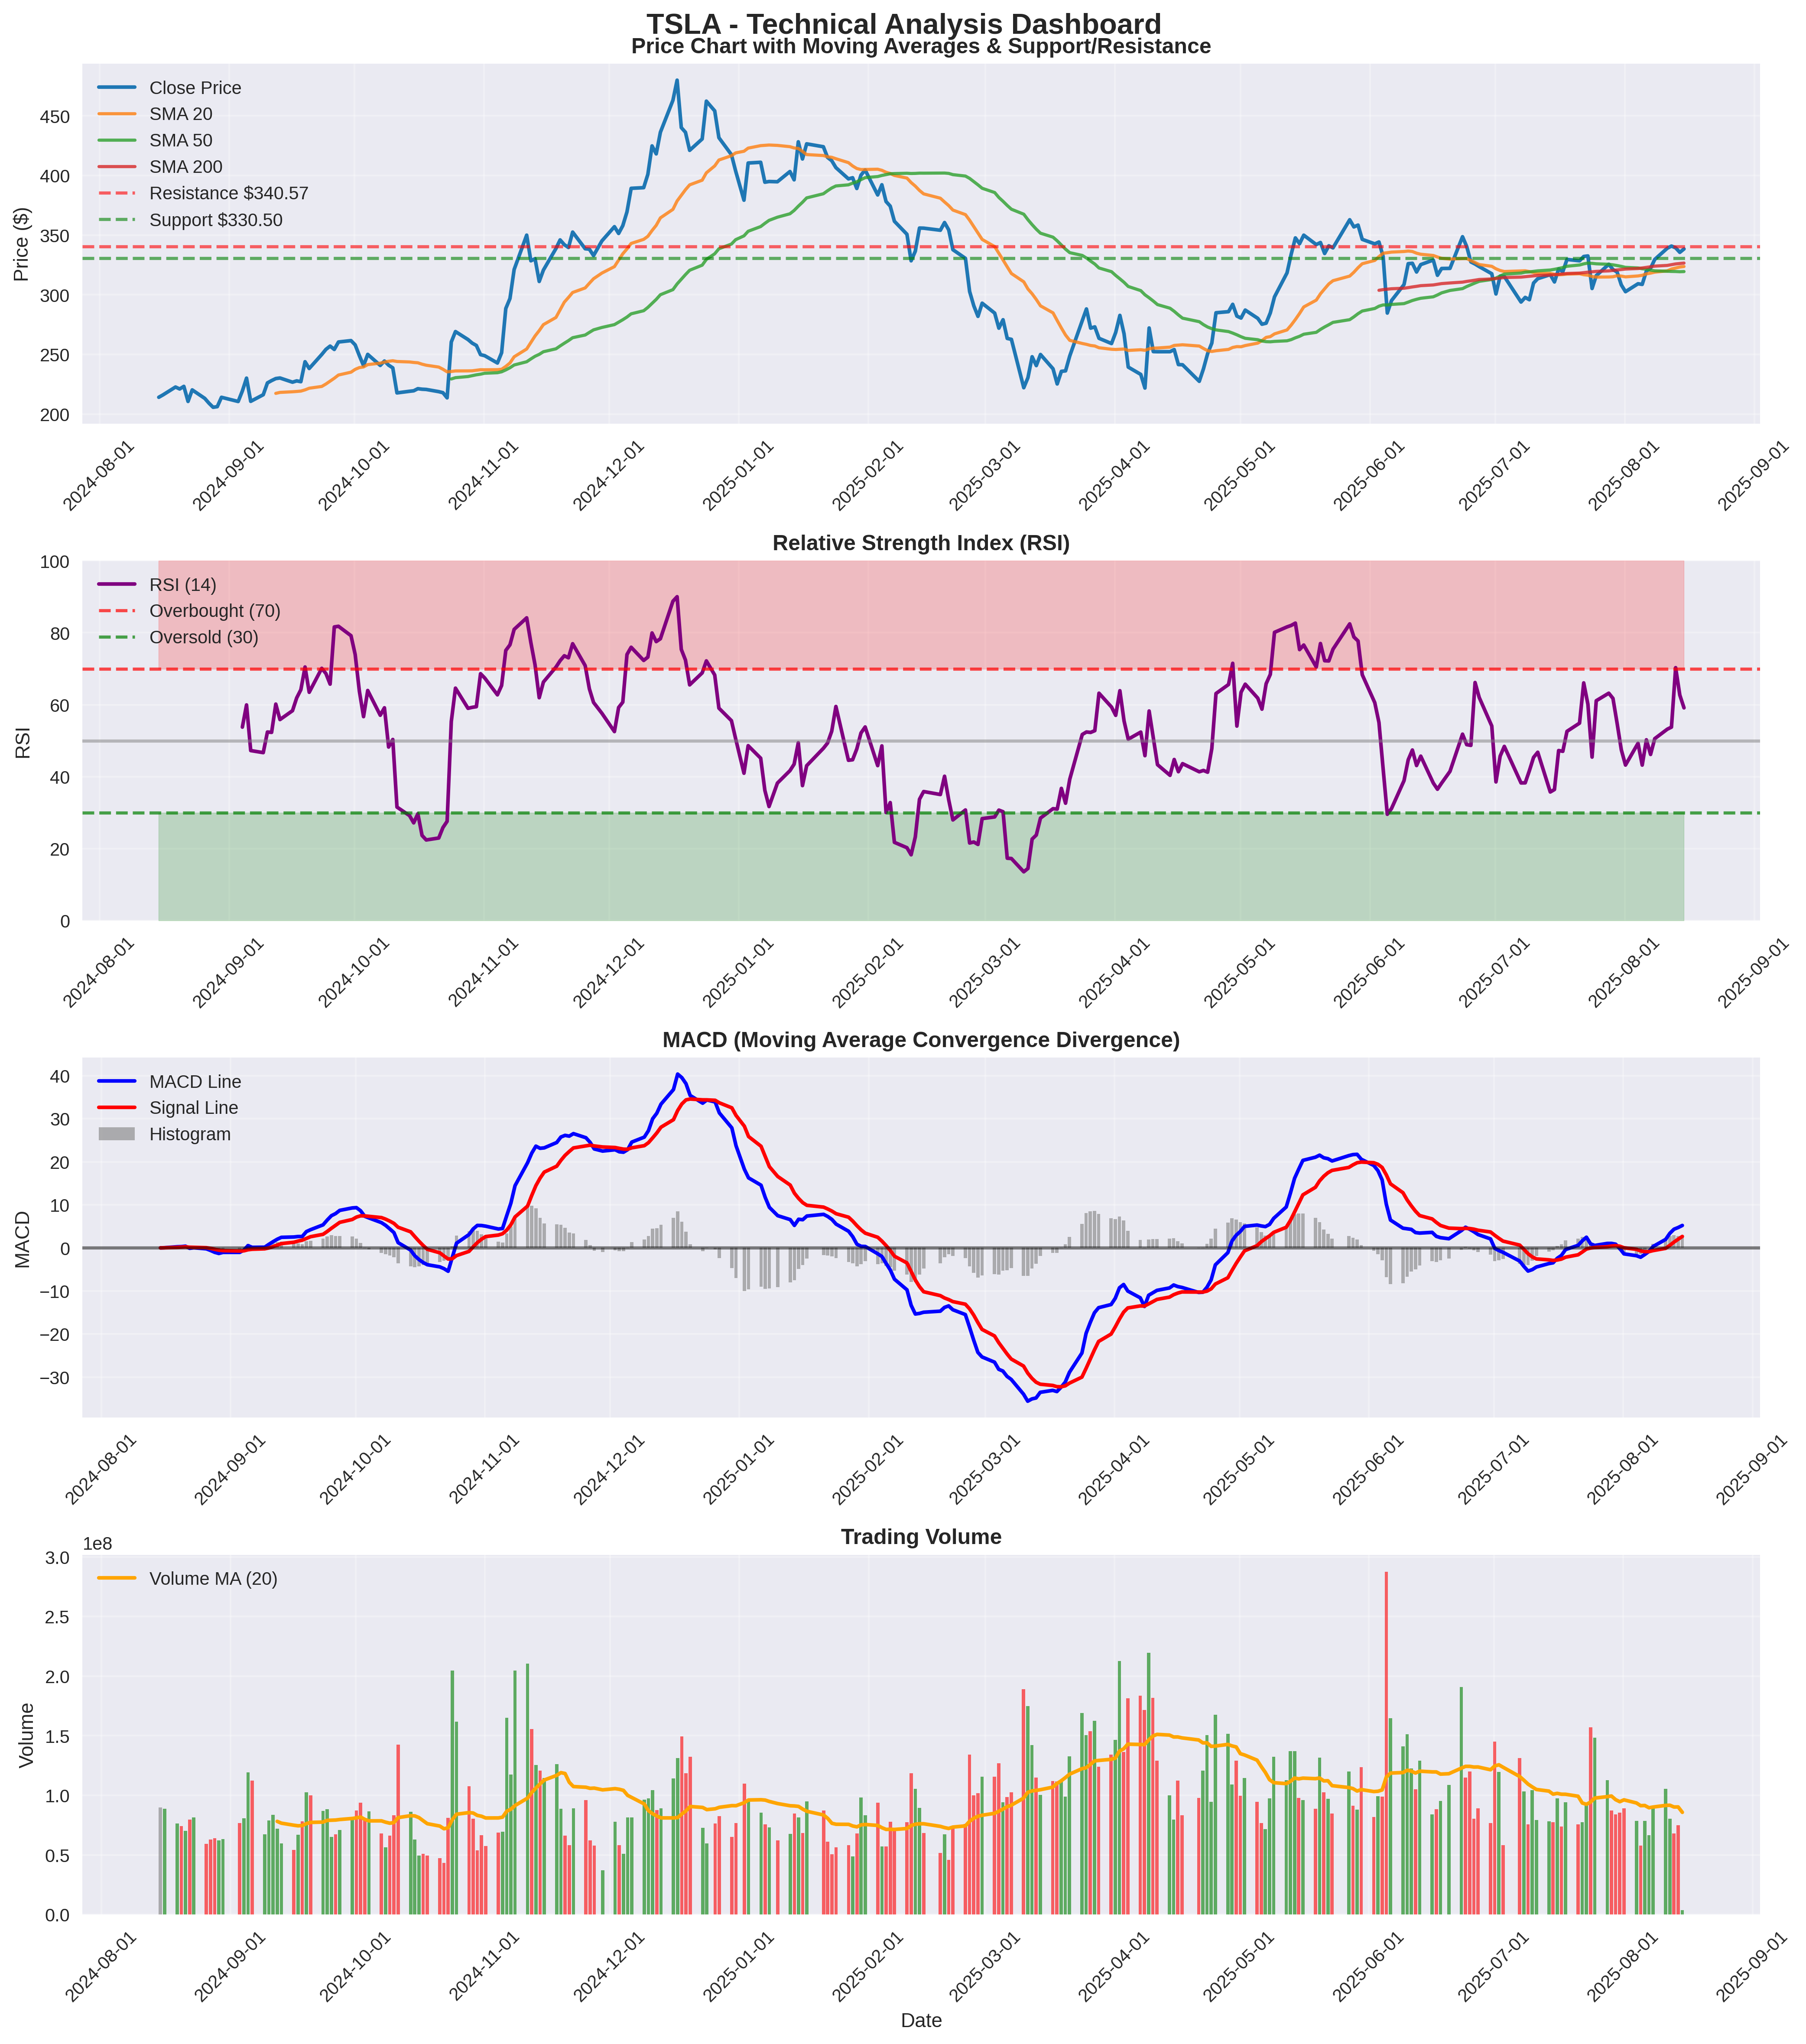 TSLA - Technical Analysis Dashboard
Price Chart with Moving Averages & Support/Resistance
Close Price
SMA 20
SMA 50
SMA 200
Resistance $340.57
Support $330.50
Price ($)
450
400
350
300
250
200
2024-08-01 2024-09-01 2024-10-01 2024-11-01 2024-12-01 2025-01-01 2025-02-01 2025-03-01 2025-04-01 2025-05-01 2025-06-01 2025-07-01 2025-08-01 2025-09-01
Relative Strength Index (RSI)
RSI (14)
Overbought (70)
Oversold (30)
RSI
100
80
60
40
20
0
2024-08-01 2024-09-01 2024-10-01 2024-11-01 2024-12-01 2025-01-01 2025-02-01 2025-03-01 2025-04-01 2025-05-01 2025-06-01 2025-07-01 2025-08-01 2025-09-01
MACD (Moving Average Convergence Divergence)
MACD Line
Signal Line
Histogram
MACD
40
30
20
10
0
−10
−20
−30
2024-08-01 2024-09-01 2024-10-01 2024-11-01 2024-12-01 2025-01-01 2025-02-01 2025-03-01 2025-04-01 2025-05-01 2025-06-01 2025-07-01 2025-08-01 2025-09-01
Trading Volume
1e8
Volume MA (20)
Volume
3.0
2.5
2.0
1.5
1.0
0.5
0.0
2024-08-01 2024-09-01 2024-10-01 2024-11-01 2024-12-01 2025-01-01 2025-02-01 2025-03-01 2025-04-01 2025-05-01 2025-06-01 2025-07-01 2025-08-01 2025-09-01
Date